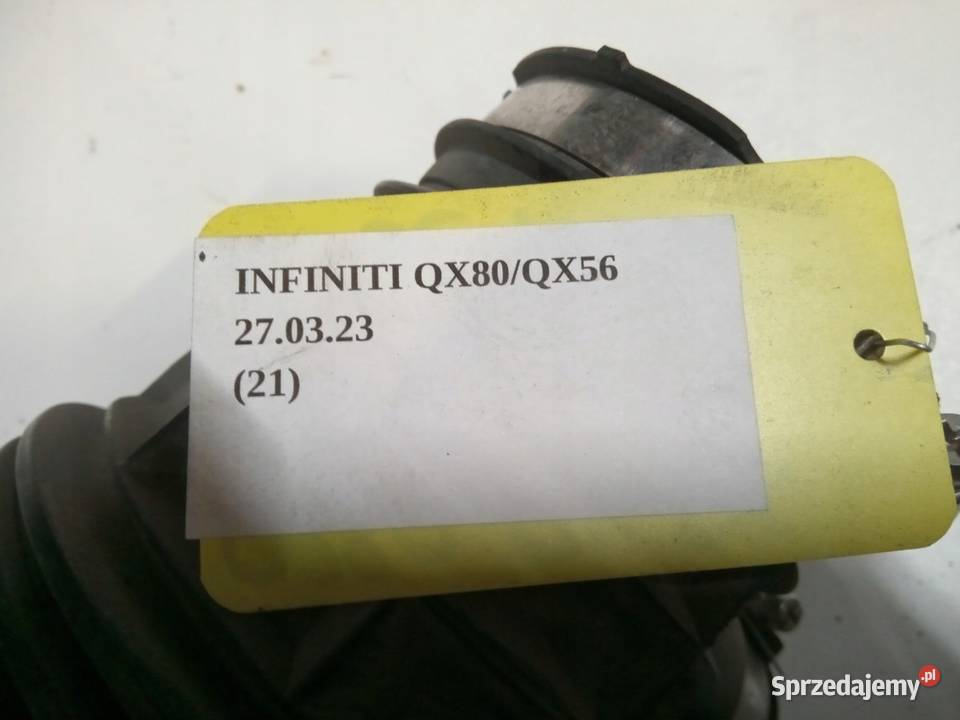 INFINITI QX80/QX56
27.03.23
(21)
Sprzedajemy.pl